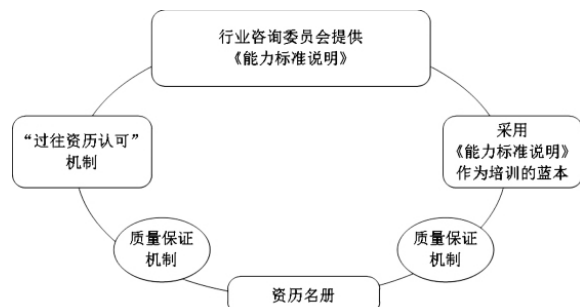 行业咨询委员会提供
《能力标准说明》
“过往资历认可”
机制
采用
《能力标准说明》
作为培训的蓝本
质量保证
机制
质量保证
机制
资历名册